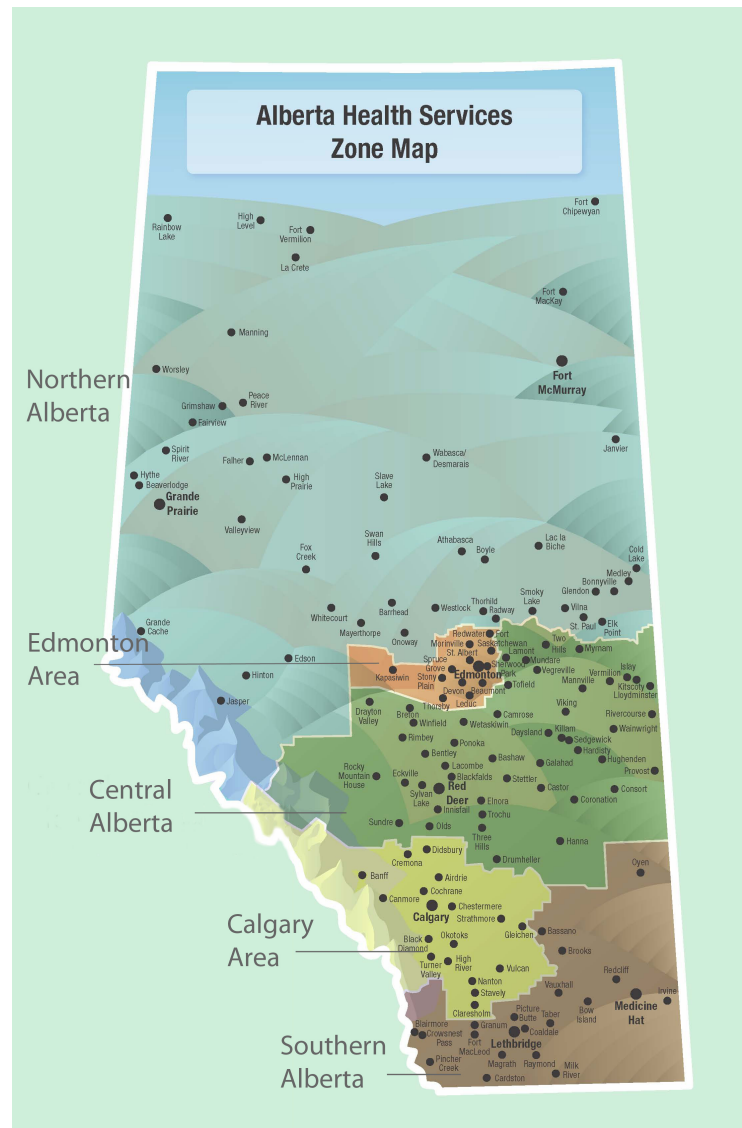 Alberta Health Services
Zone Map
Rainbow
Lake
High
Level
Fort
Vermilion
La Crete
Fort
Chipewyan
Fort
MacKay
Manning
Worsley
Fort
McMurray
Northern
Alberta
Peace
River
Grimshaw
Fairview
Janvier
Spirit
River
Falher
McLennan
Wabasca/
Desmarais
Hythe
Beaverlodge
High
Prairie
Slave
Lake
Grande
Prairie
Valleyview
Swan
Hills
Fox
Creek
Athabasca
Boyle
Lac la
Biche
Cold
Lake
Medley
Bonnyville
Glendon
Whitecourt
Barrhead
Westlock
Thorhild
Radway
Smoky
Lake
Vilna
St. Paul
Elk
Point
Mayerthorpe
Onoway
Grande
Cache
Edson
Hinton
Jasper
Edmonton
Area
Redwater
Fort
Saskatchewan
Morinville
St. Albert
Lamont
Two
Hills
Myrnam
Spruce
Grove
Sherwood
Park
Mundare
Vegreville
Kapasiwin
Stony
Plain
Edmonton
Tofield
Mannville
Vermilion
Islay
Kitscoty
Lloydminster
Devon
Beaumont
Leduc
Thorsby
Drayton
Valley
Breton
Winfield
Wetaskiwin
Camrose
Viking
Rivercourse
Daysland
Killam
Sedgewick
Wainwright
Rimbey
Ponoka
Hardisty
Hughenden
Bentley
Bashaw
Galahad
Provost
Rocky
Mountain
House
Eckville
Lacombe
Blackfalds
Stettler
Castor
Consort
Sylvan
Lake
Red
Deer
Elnora
Coronation
Innisfail
Trochu
Sundre
Olds
Three
Hills
Hanna
Central
Alberta
Didsbury
Cremona
Drumheller
Oyen
Banff
Airdrie
Canmore
Cochrane
Calgary
Chestermere
Strathmore
Calgary
Area
Black
Diamond
Okotoks
Gleichen
Bassano
Turner
Valley
High
River
Brooks
Vulcan
Redcliff
Nanton
Stavely
Vauxhall
Irvine
Claresholm
Bow
Island
Medicine
Hat
Picture
Butte
Taber
Blairmore
Crowsnest
Pass
Granum
Fort
MacLeod
Coaldale
Lethbridge
Southern
Alberta
Pincher
Creek
Magrath
Raymond
Milk
River
Cardston